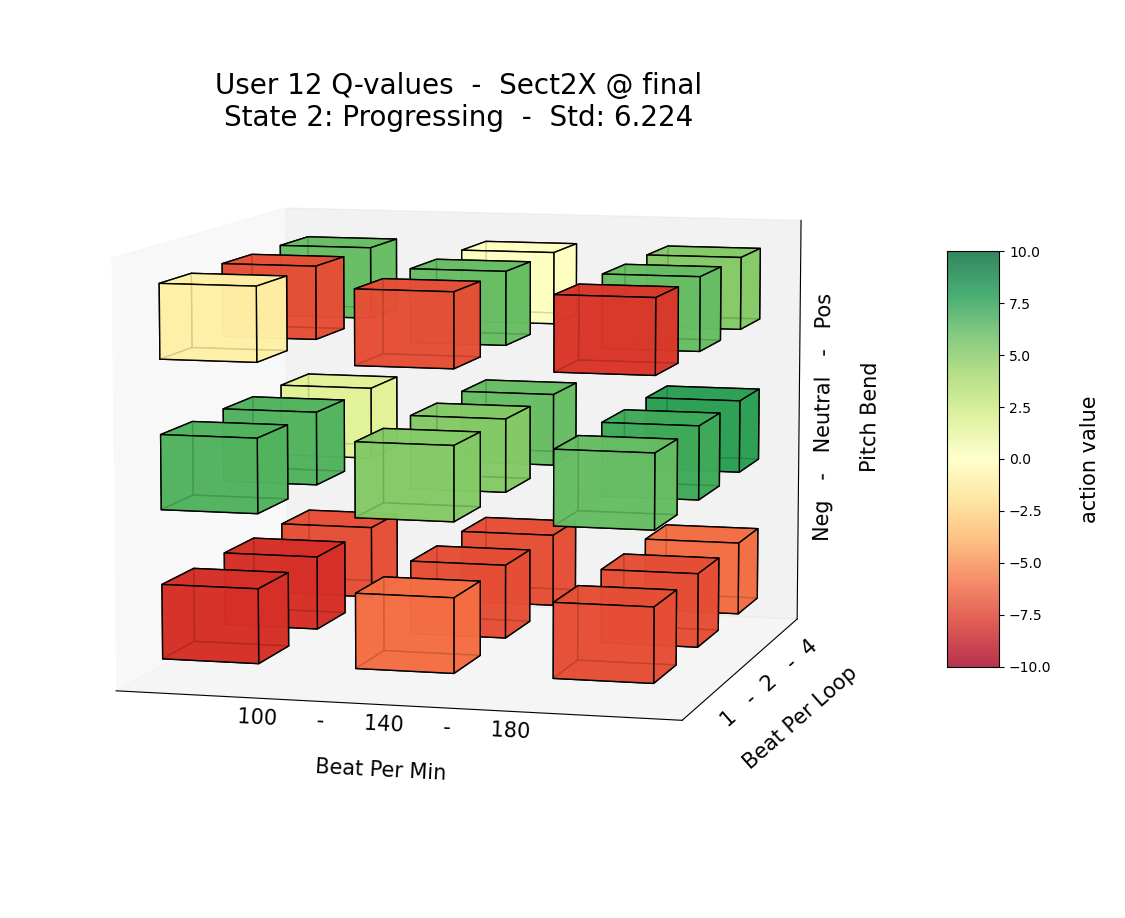 User 12 Q-values  -  Sect2X @ final
State 2: Progressing  -  Std: 6.224
Neg   -   Neutral   -   Pos
Pitch Bend
100      -      140      -      180
Beat Per Min
1  -  2  -  4
Beat Per Loop
10.0
7.5
5.0
2.5
0.0
−2.5
−5.0
−7.5
−10.0
action value